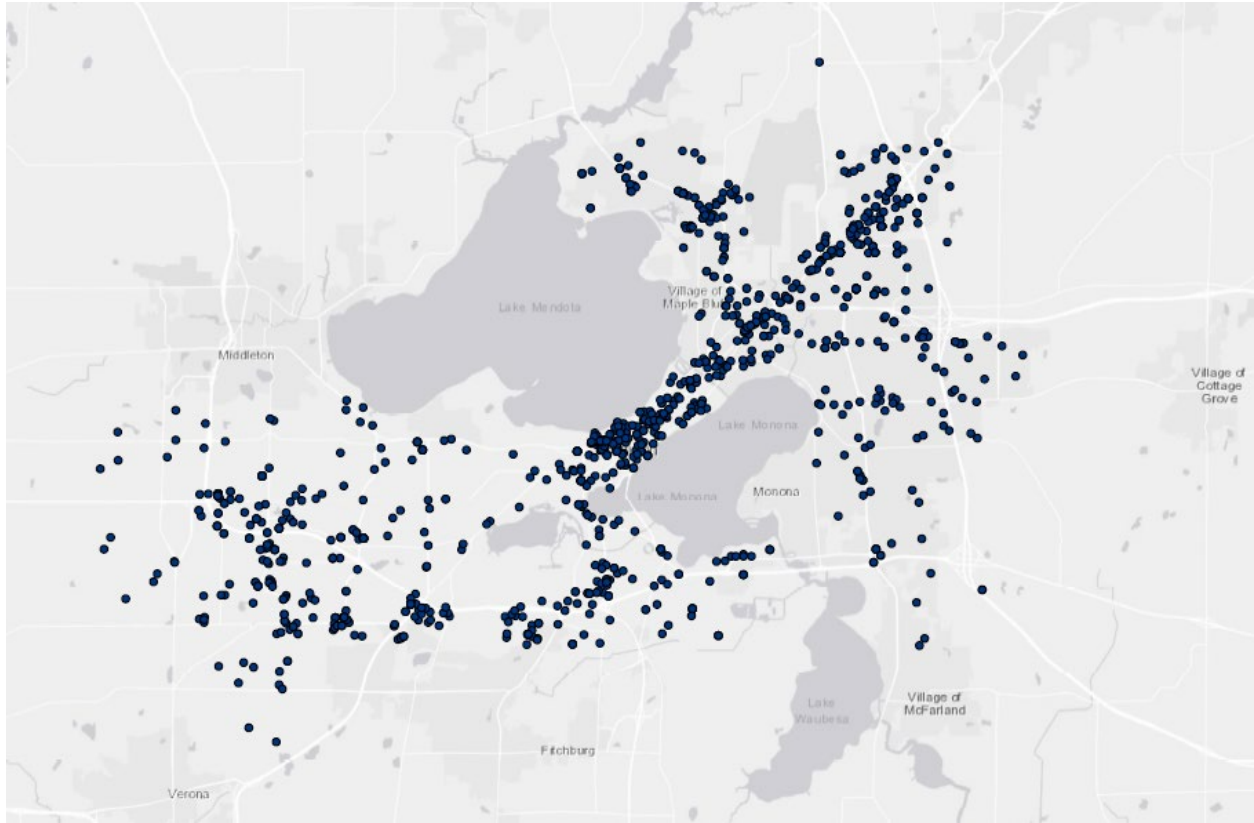 Lake Mendota
Village of
Maple Bluff
Middleton
Village of
Cottage
Grove
Lake Monona
Lake Monona
Monona
Village of
McFarland
Lake
Waubesa
Fitchburg
Verona